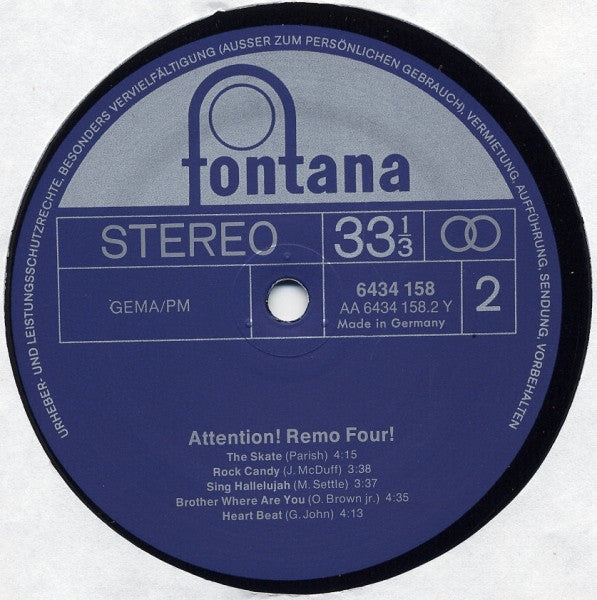 URHEBER- UND LEISTUNGSSCHUTZRECHTE, BESONDERS VERVIELFÄLTIGUNG (AUSSER ZUM PERSÖNLICHEN GEBRAUCH), VERMIETUNG, AUFFÜHRUNG, SENDUNG, VORBEHALTEN
fontana
STEREO 33 1/3
GEMA/PM
6434 158
AA 6434 158.2 Y
Made in Germany
2
Attention! Remo Four!
The Skate (Parish) 4:15
Rock Candy (J. McDuff) 3:38
Sing Hallelujah (M. Settle) 3:37
Brother Where Are You (O. Brown jr.) 4:35
Heart Beat (G. John) 4:13